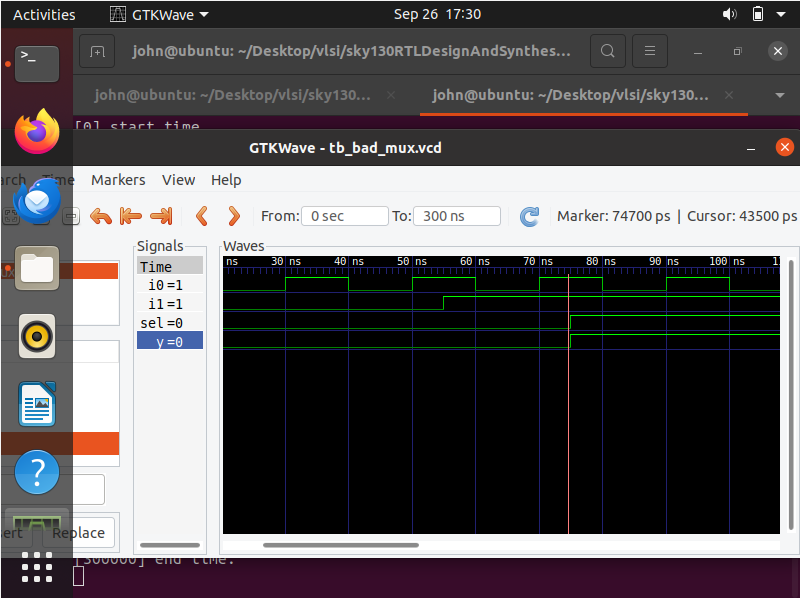 Activities GTKWave Sep 26 17:30
john@ubuntu: ~/Desktop/vlsi/sky130RTLDesignAndSynthes...
john@ubuntu: ~/Desktop/vlsi/sky130... john@ubuntu: ~/Desktop/vlsi/sky130...
[0] start time
GTKWave - tb_bad_mux.vcd
arch Time Markers View Help
From: 0 sec To: 300 ns Marker: 74700 ps | Cursor: 43500 ps
Signals Waves
Time ns 30 ns 40 ns 50 ns 60 ns 70 ns 80 ns 90 ns 100 ns
i0 =1
i1 =1
sel =0
y =0
ert Replace
[300000] end time.